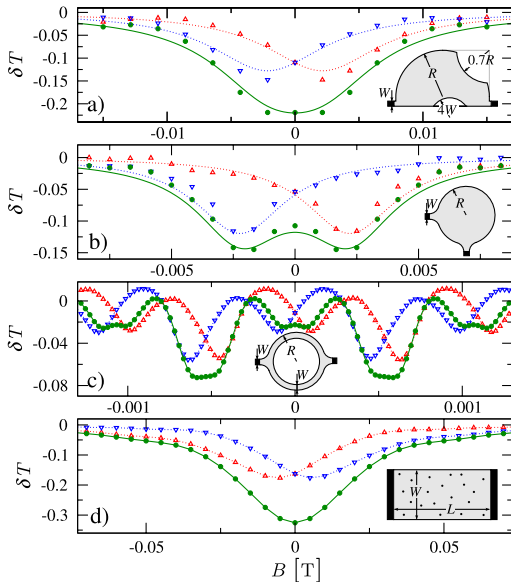 0
-0.05
-0.1
-0.15
-0.2
δT
a)
W
R
4W
0.7R
-0.01
0
0.01
0
-0.05
-0.10
-0.15
δT
b)
W
R
-0.005
0
0.005
0
-0.04
-0.08
δT
c)
W
R
W
-0.001
0
0.001
0
-0.1
-0.2
-0.3
δT
d)
W
L
-0.05
0
0.05
B [T]